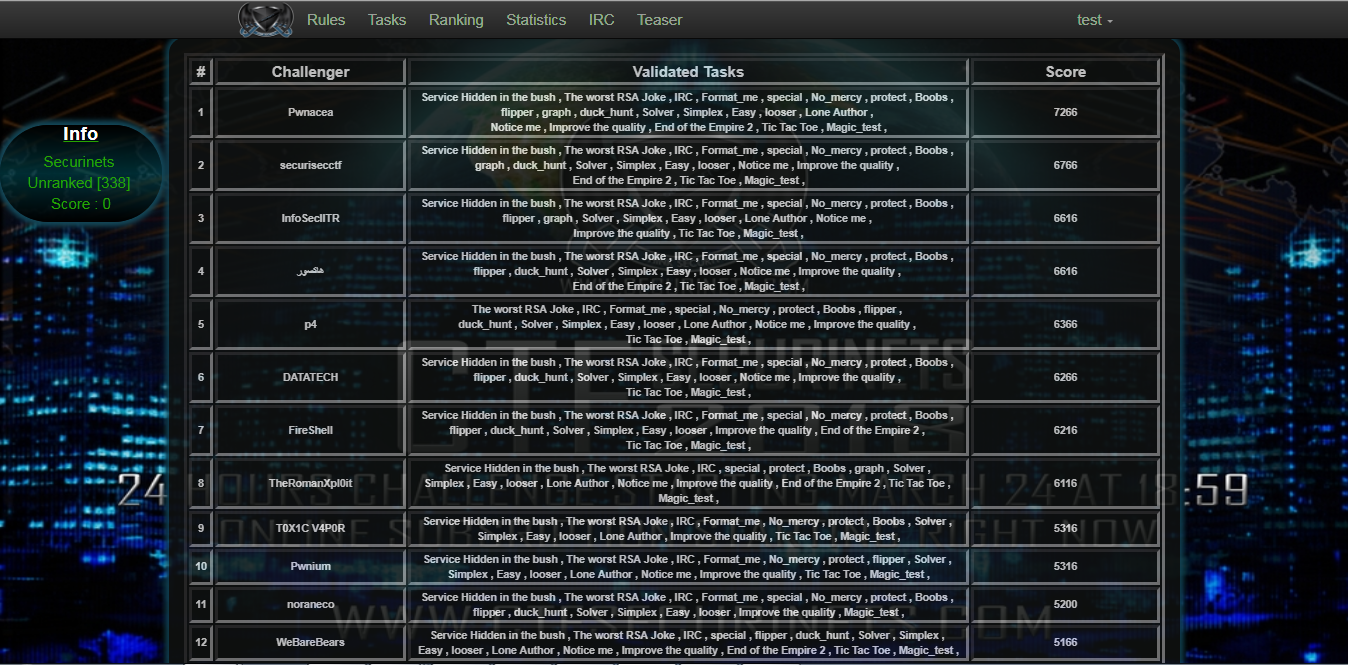 Rules Tasks Ranking Statistics IRC Teaser test
Info
Securinets
Unranked [338]
Score : 0
# Challenger Validated Tasks Score
1 Pwnacea 7266
Service Hidden in the bush , The worst RSA Joke , IRC , Format_me , special , No_mercy , protect , Boobs ,
flipper , graph , duck_hunt , Solver , Simplex , Easy , looser , Lone Author ,
Notice me , Improve the quality , End of the Empire 2 , Tic Tac Toe , Magic_test ,
2 securisecctf 6766
Service Hidden in the bush , The worst RSA Joke , IRC , Format_me , special , No_mercy , protect , Boobs ,
graph , duck_hunt , Solver , Simplex , Easy , looser , Notice me , Improve the quality ,
End of the Empire 2 , Tic Tac Toe , Magic_test ,
3 InfoSecIITR 6616
Service Hidden in the bush , The worst RSA Joke , IRC , Format_me , special , No_mercy , protect , Boobs ,
flipper , graph , Solver , Simplex , Easy , looser , Lone Author , Notice me ,
Improve the quality , Tic Tac Toe , Magic_test ,
4 هاكسور 6616
Service Hidden in the bush , The worst RSA Joke , IRC , Format_me , special , No_mercy , protect , Boobs ,
flipper , duck_hunt , Solver , Simplex , Easy , looser , Notice me , Improve the quality ,
End of the Empire 2 , Tic Tac Toe , Magic_test ,
5 p4 6366
The worst RSA Joke , IRC , Format_me , special , No_mercy , protect , Boobs , flipper ,
duck_hunt , Solver , Simplex , Easy , looser , Lone Author , Notice me , Improve the quality ,
Tic Tac Toe , Magic_test ,
6 DATATECH 6266
Service Hidden in the bush , The worst RSA Joke , IRC , Format_me , special , No_mercy , protect , Boobs ,
flipper , duck_hunt , Solver , Simplex , Easy , looser , Notice me , Improve the quality ,
Tic Tac Toe , Magic_test ,
7 FireShell 6216
Service Hidden in the bush , The worst RSA Joke , IRC , Format_me , special , No_mercy , protect , Boobs ,
flipper , duck_hunt , Solver , Simplex , Easy , looser , Improve the quality , End of the Empire 2 ,
Tic Tac Toe , Magic_test ,
8 TheRomanXpl0it 6116
Service Hidden in the bush , The worst RSA Joke , IRC , special , protect , Boobs , graph , Solver ,
Simplex , Easy , looser , Lone Author , Notice me , Improve the quality , End of the Empire 2 , Tic Tac Toe ,
Magic_test ,
9 T0X1C V4P0R 5316
Service Hidden in the bush , The worst RSA Joke , IRC , Format_me , No_mercy , protect , Boobs , Solver ,
Simplex , Easy , looser , Lone Author , Improve the quality , Tic Tac Toe , Magic_test ,
10 Pwnium 5316
Service Hidden in the bush , The worst RSA Joke , IRC , Format_me , No_mercy , protect , flipper , Solver ,
Simplex , Easy , looser , Lone Author , Notice me , Improve the quality , Tic Tac Toe , Magic_test ,
11 noraneco 5200
Service Hidden in the bush , The worst RSA Joke , IRC , Format_me , special , No_mercy , protect , Boobs ,
flipper , duck_hunt , Solver , Simplex , Easy , looser , Improve the quality , Magic_test ,
12 WeBareBears 5166
Service Hidden in the bush , The worst RSA Joke , IRC , special , flipper , duck_hunt , Solver , Simplex ,
Easy , looser , Lone Author , Notice me , Improve the quality , End of the Empire 2 , Tic Tac Toe , Magic_test ,
24 HOURS CHALLENGE MARCH 24 AT 18:59
RIGHT NOW